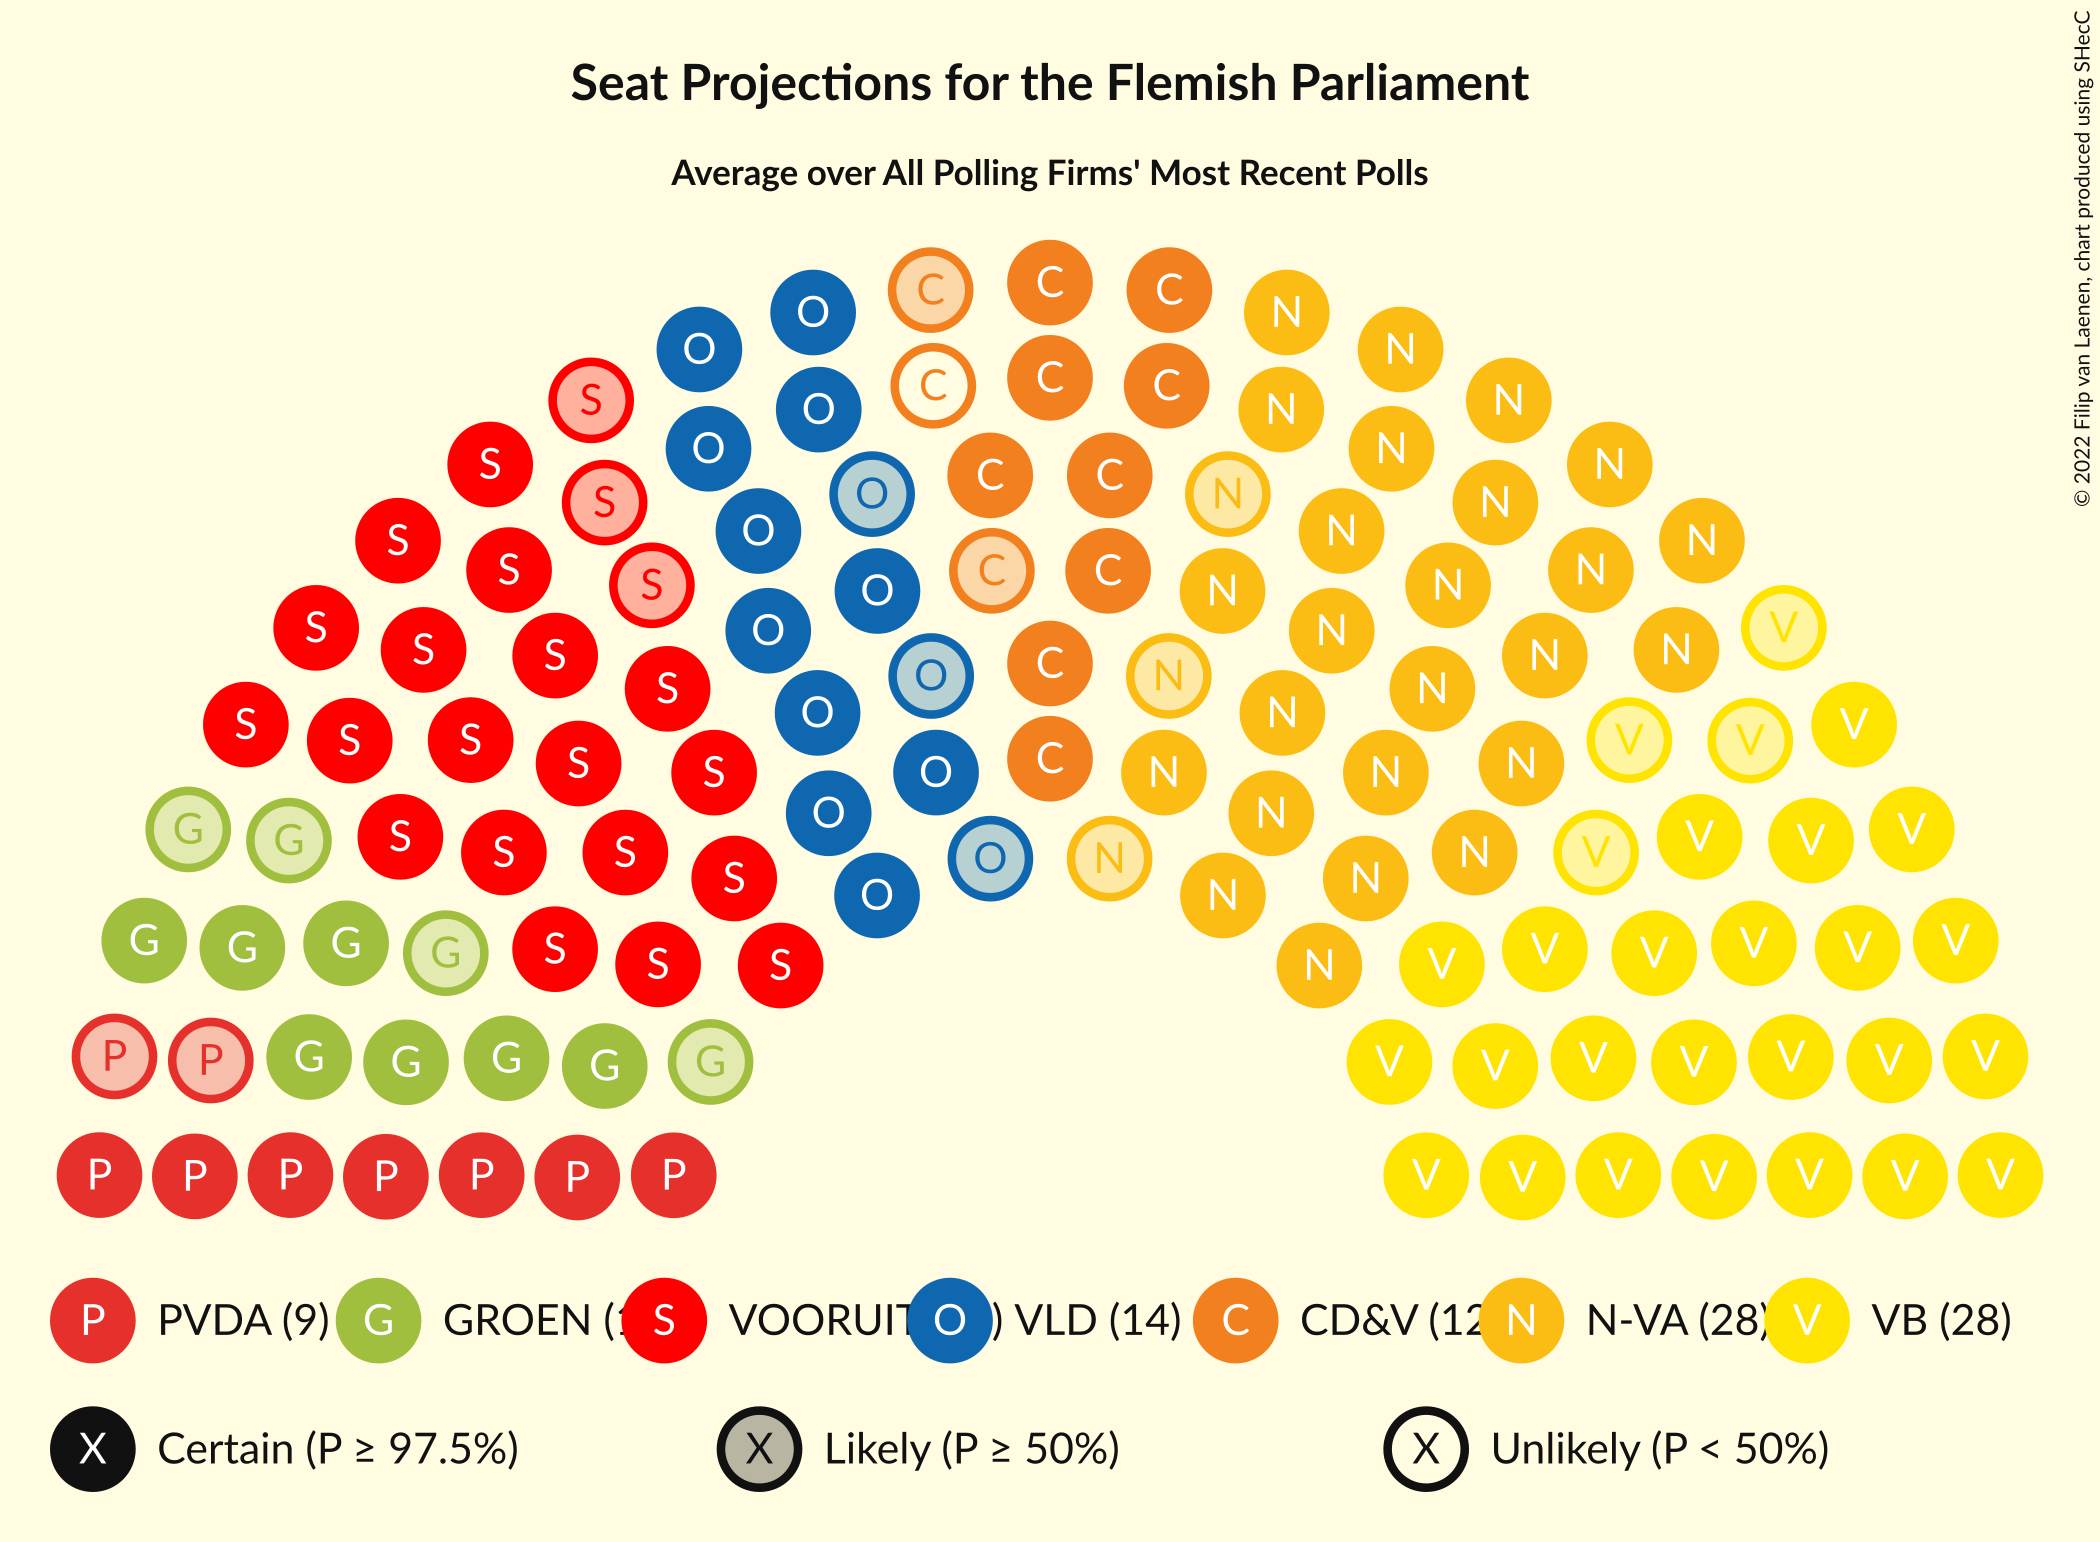 Seat Projections for the Flemish Parliament
Average over All Polling Firms' Most Recent Polls
© 2022 Filip van Laenen, chart produced using SHecC
O C C C N
O N
S O C C C N N
S O C C N N
S O N N
S O N N
S S O C C N N N
S S S O C N N N V
S O O N N N
S S S S S O C N N N V V V
G G S S S O N N V V V V
S O O N N N
G G G G S S S N V V V V V V
P P G G G G G V V V V V V V
P P P P P P P V V V V V V V
P PVDA (9) G GROEN ( S VOORUIT O ) VLD (14) C CD&V (12 N N-VA (28) V VB (28)
X Certain (P ≥ 97.5%) X Likely (P ≥ 50%) X Unlikely (P < 50%)